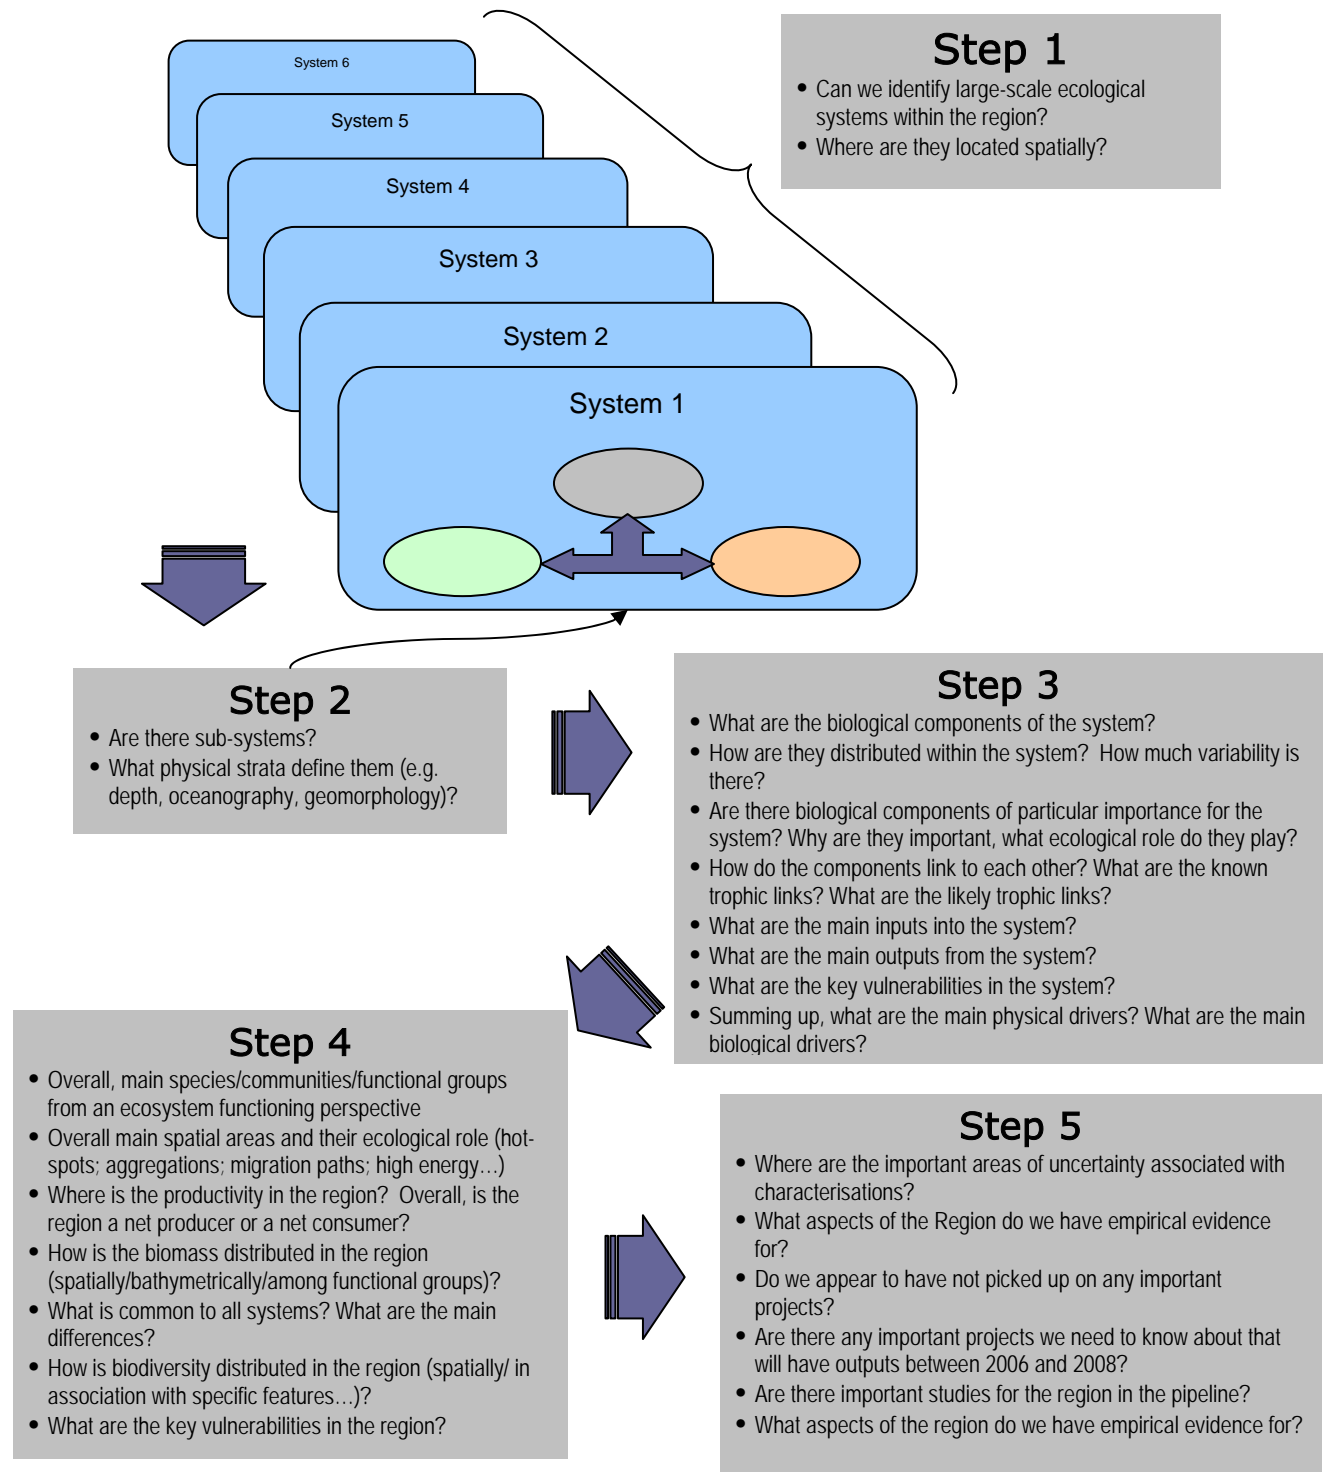 System 6
System 5
System 4
System 3
System 2
System 1
Step 1
• Can we identify large-scale ecological
systems within the region?
• Where are they located spatially?
Step 2
• Are there sub-systems?
• What physical strata define them (e.g.
depth, oceanography, geomorphology)?
Step 3
• What are the biological components of the system?
• How are they distributed within the system?  How much variability is
there?
• Are there biological components of particular importance for the
system? Why are they important, what ecological role do they play?
• How do the components link to each other? What are the known
trophic links? What are the likely trophic links?
• What are the main inputs into the system?
• What are the main outputs from the system?
• What are the key vulnerabilities in the system?
• Summing up, what are the main physical drivers? What are the main
biological drivers?
Step 4
• Overall, main species/communities/functional groups
from an ecosystem functioning perspective
• Overall main spatial areas and their ecological role (hot-
spots; aggregations; migration paths; high energy…)
• Where is the productivity in the region?  Overall, is the
region a net producer or a net consumer?
• How is the biomass distributed in the region
(spatially/bathymetrically/among functional groups)?
• What is common to all systems? What are the main
differences?
• How is biodiversity distributed in the region (spatially/ in
association with specific features…)?
• What are the key vulnerabilities in the region?
Step 5
• Where are the important areas of uncertainty associated with
characterisations?
• What aspects of the Region do we have empirical evidence
for?
• Do we appear to have not picked up on any important
projects?
• Are there any important projects we need to know about that
will have outputs between 2006 and 2008?
• Are there important studies for the region in the pipeline?
• What aspects of the region do we have empirical evidence for?